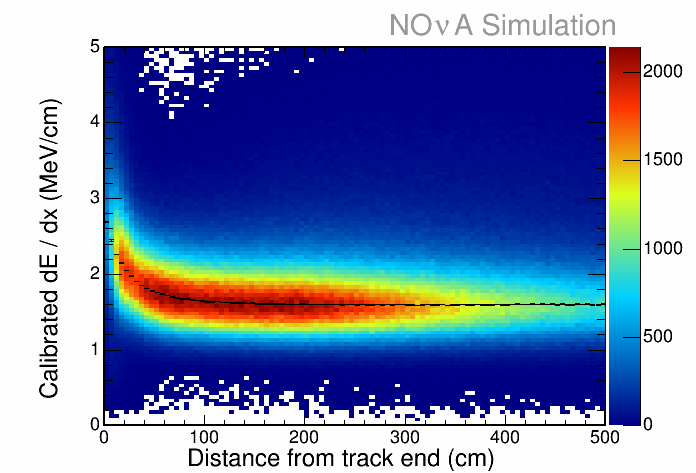 NOνA Simulation
Calibrated dE / dx (MeV/cm)
5
4
3
2
1
0
2000
1500
1000
500
0
0 100 200 300 400 500
Distance from track end (cm)